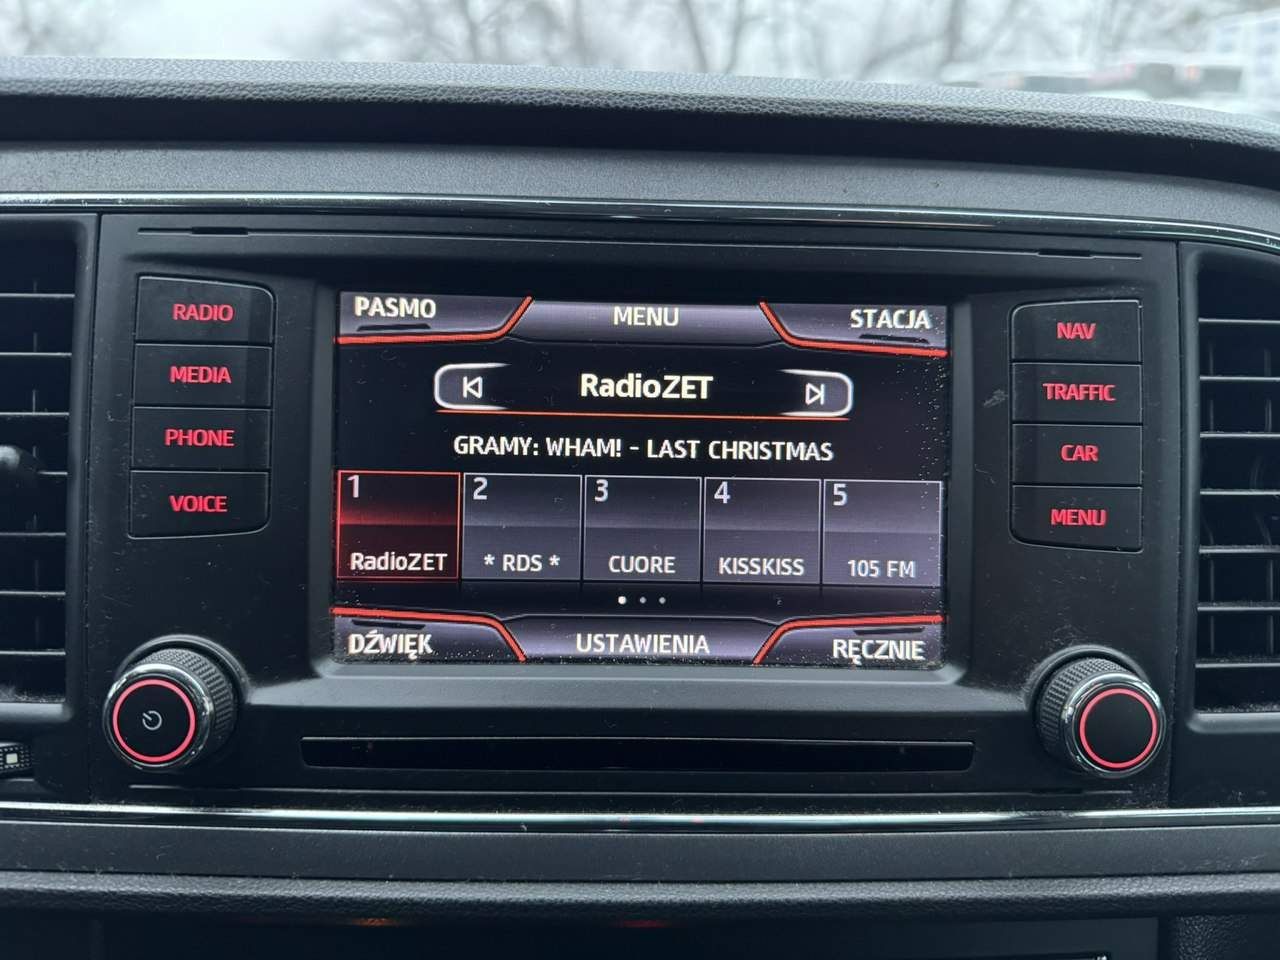 PASMO MENU STACJA
RADIO
MEDIA
PHONE
VOICE
RadioZET
GRAMY: WHAM! - LAST CHRISTMAS
1 2 3 4 5
RadioZET * RDS * CUORE KISSKISS 105 FM
DŹWIĘK USTAWIENIA RĘCZNIE
NAV
TRAFFIC
CAR
MENU